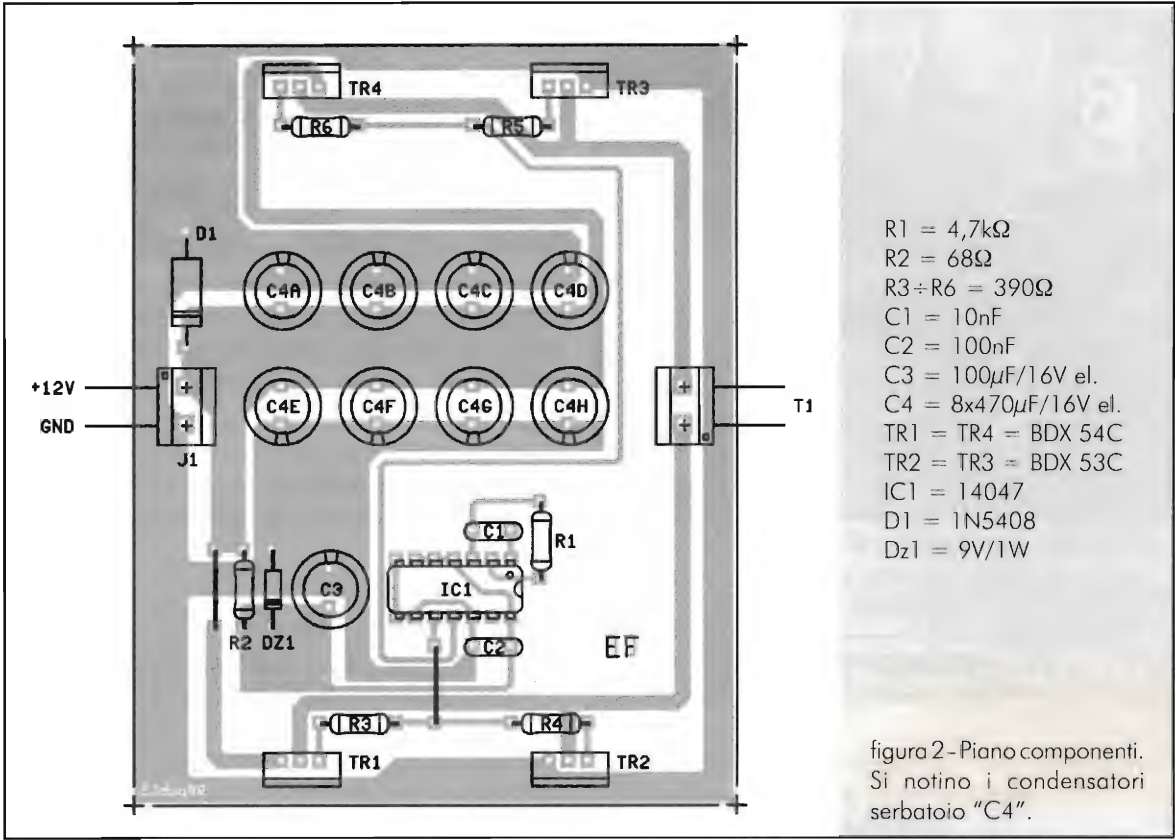 TR4
TR3
R6
R5
D1
C4A
C4B
C4C
C4D
+12V
GND
J1
C4E
C4F
C4G
C4H
T1
C1
R1
C3
IC1
R2
DZ1
C2
EF
R3
R4
TR1
TR2
R1 = 4,7kΩ
R2 = 68Ω
R3÷R6 = 390Ω
C1 = 10nF
C2 = 100nF
C3 = 100µF/16V el.
C4 = 8x470µF/16V el.
TR1 = TR4 = BDX 54C
TR2 = TR3 = BDX 53C
IC1 = 14047
D1 = 1N5408
Dz1 = 9V/1W
figura 2 - Piano componenti.
Si notino i condensatori
serbatoio "C4".